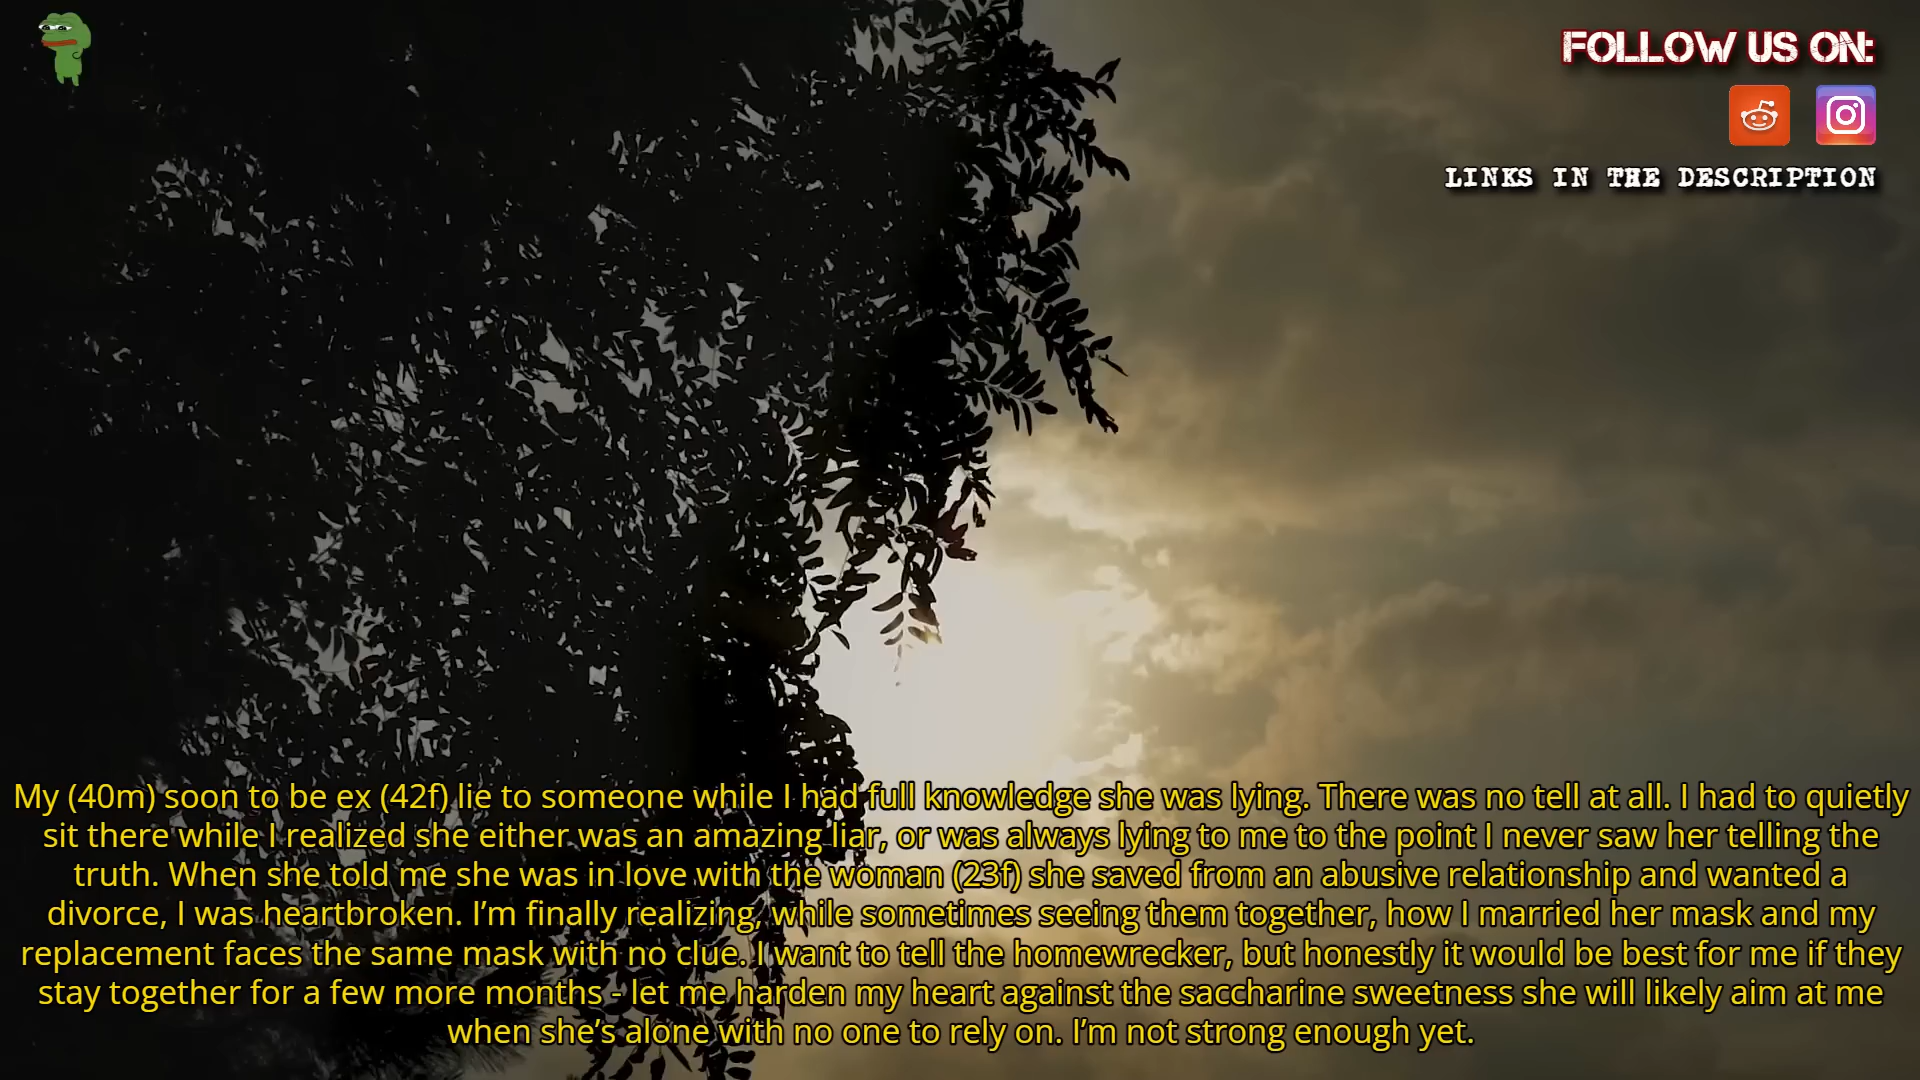 FOLLOW US ON:
LINKS IN THE DESCRIPTION
My (40m) soon to be ex (42f) lie to someone while I had full knowledge she was lying. There was no tell at all. I had to quietly
sit there while I realized she either was an amazing liar, or was always lying to me to the point I never saw her telling the
truth. When she told me she was in love with the woman (23f) she saved from an abusive relationship and wanted a
divorce, I was heartbroken. I’m finally realizing, while sometimes seeing them together, how I married her mask and my
replacement faces the same mask with no clue. I want to tell the homewrecker, but honestly it would be best for me if they
stay together for a few more months - let me harden my heart against the saccharine sweetness she will likely aim at me
when she’s alone with no one to rely on. I’m not strong enough yet.